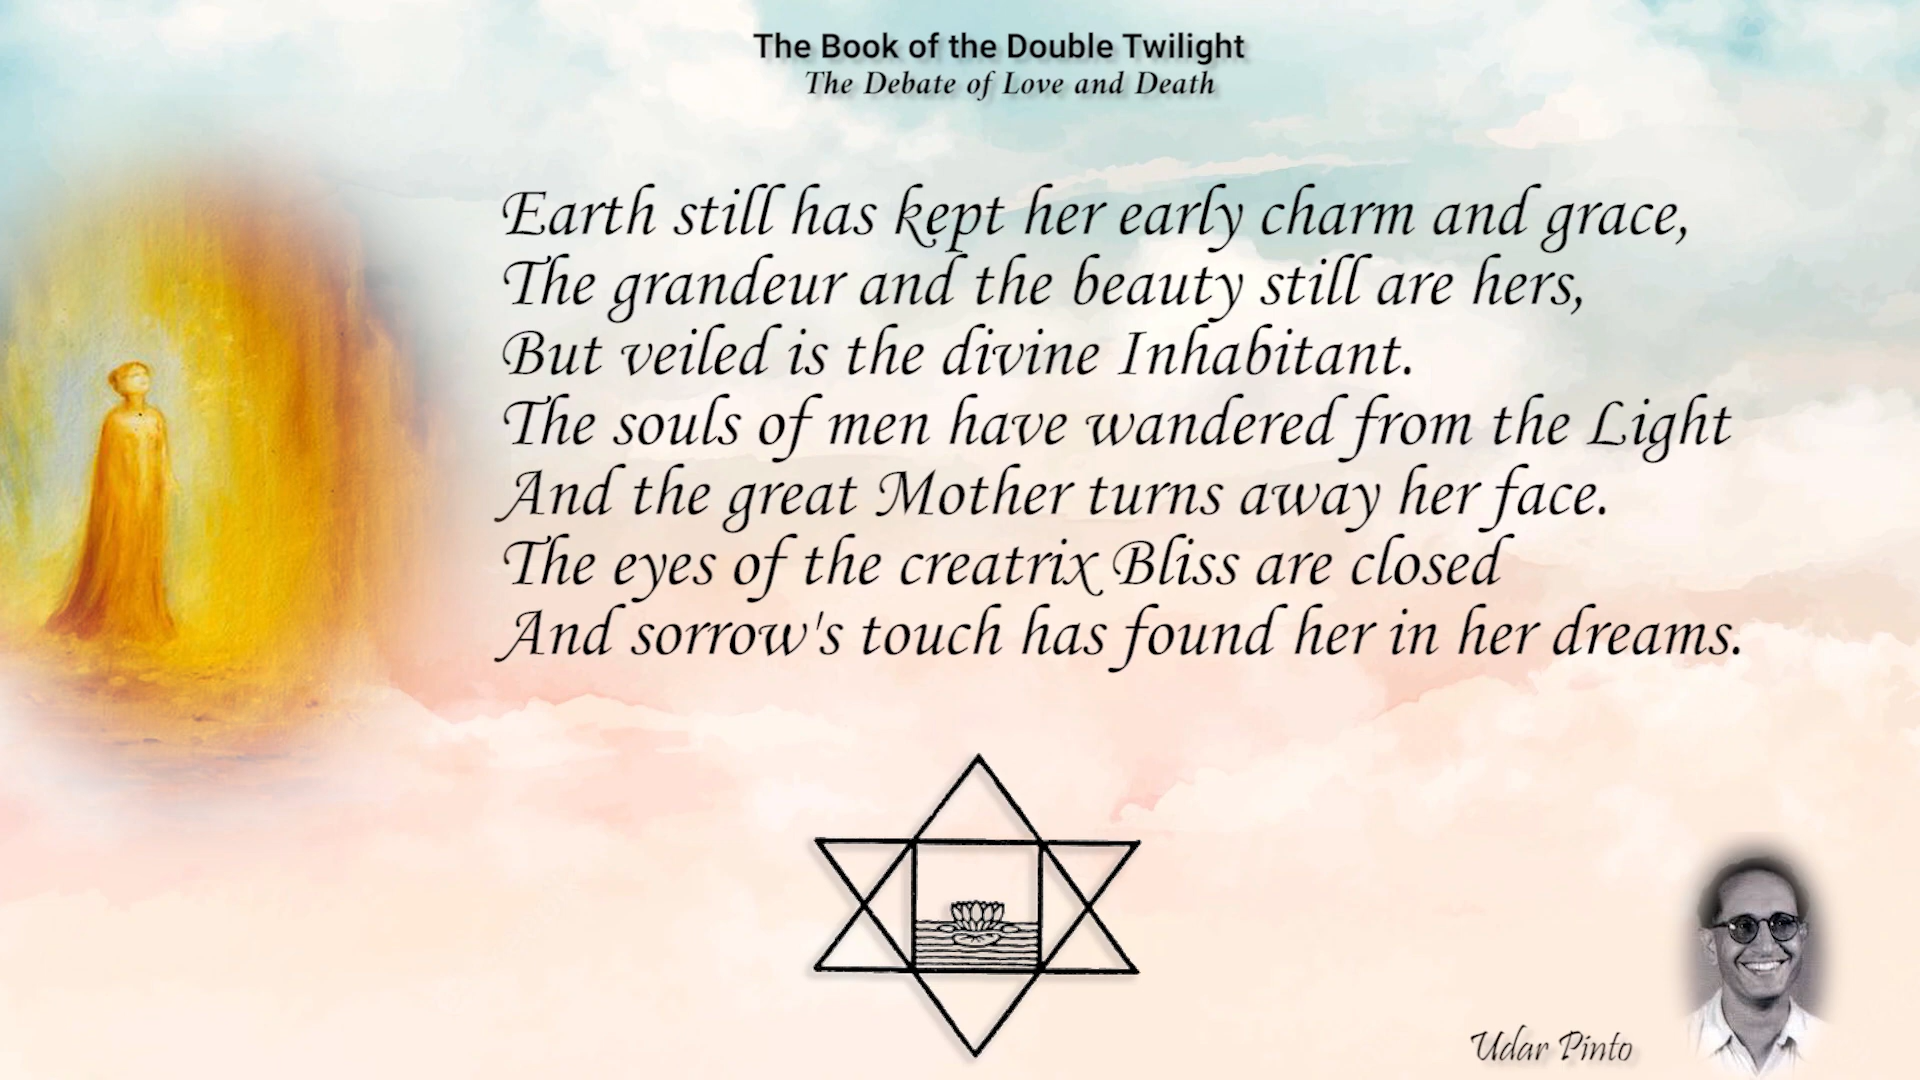 The Book of the Double Twilight
The Debate of Love and Death
Earth still has kept her early charm and grace,
The grandeur and the beauty still are hers,
But veiled is the divine Inhabitant.
The souls of men have wandered from the Light
And the great Mother turns away her face.
The eyes of the creatrix Bliss are closed
And sorrow's touch has found her in her dreams.
Udar Pinto